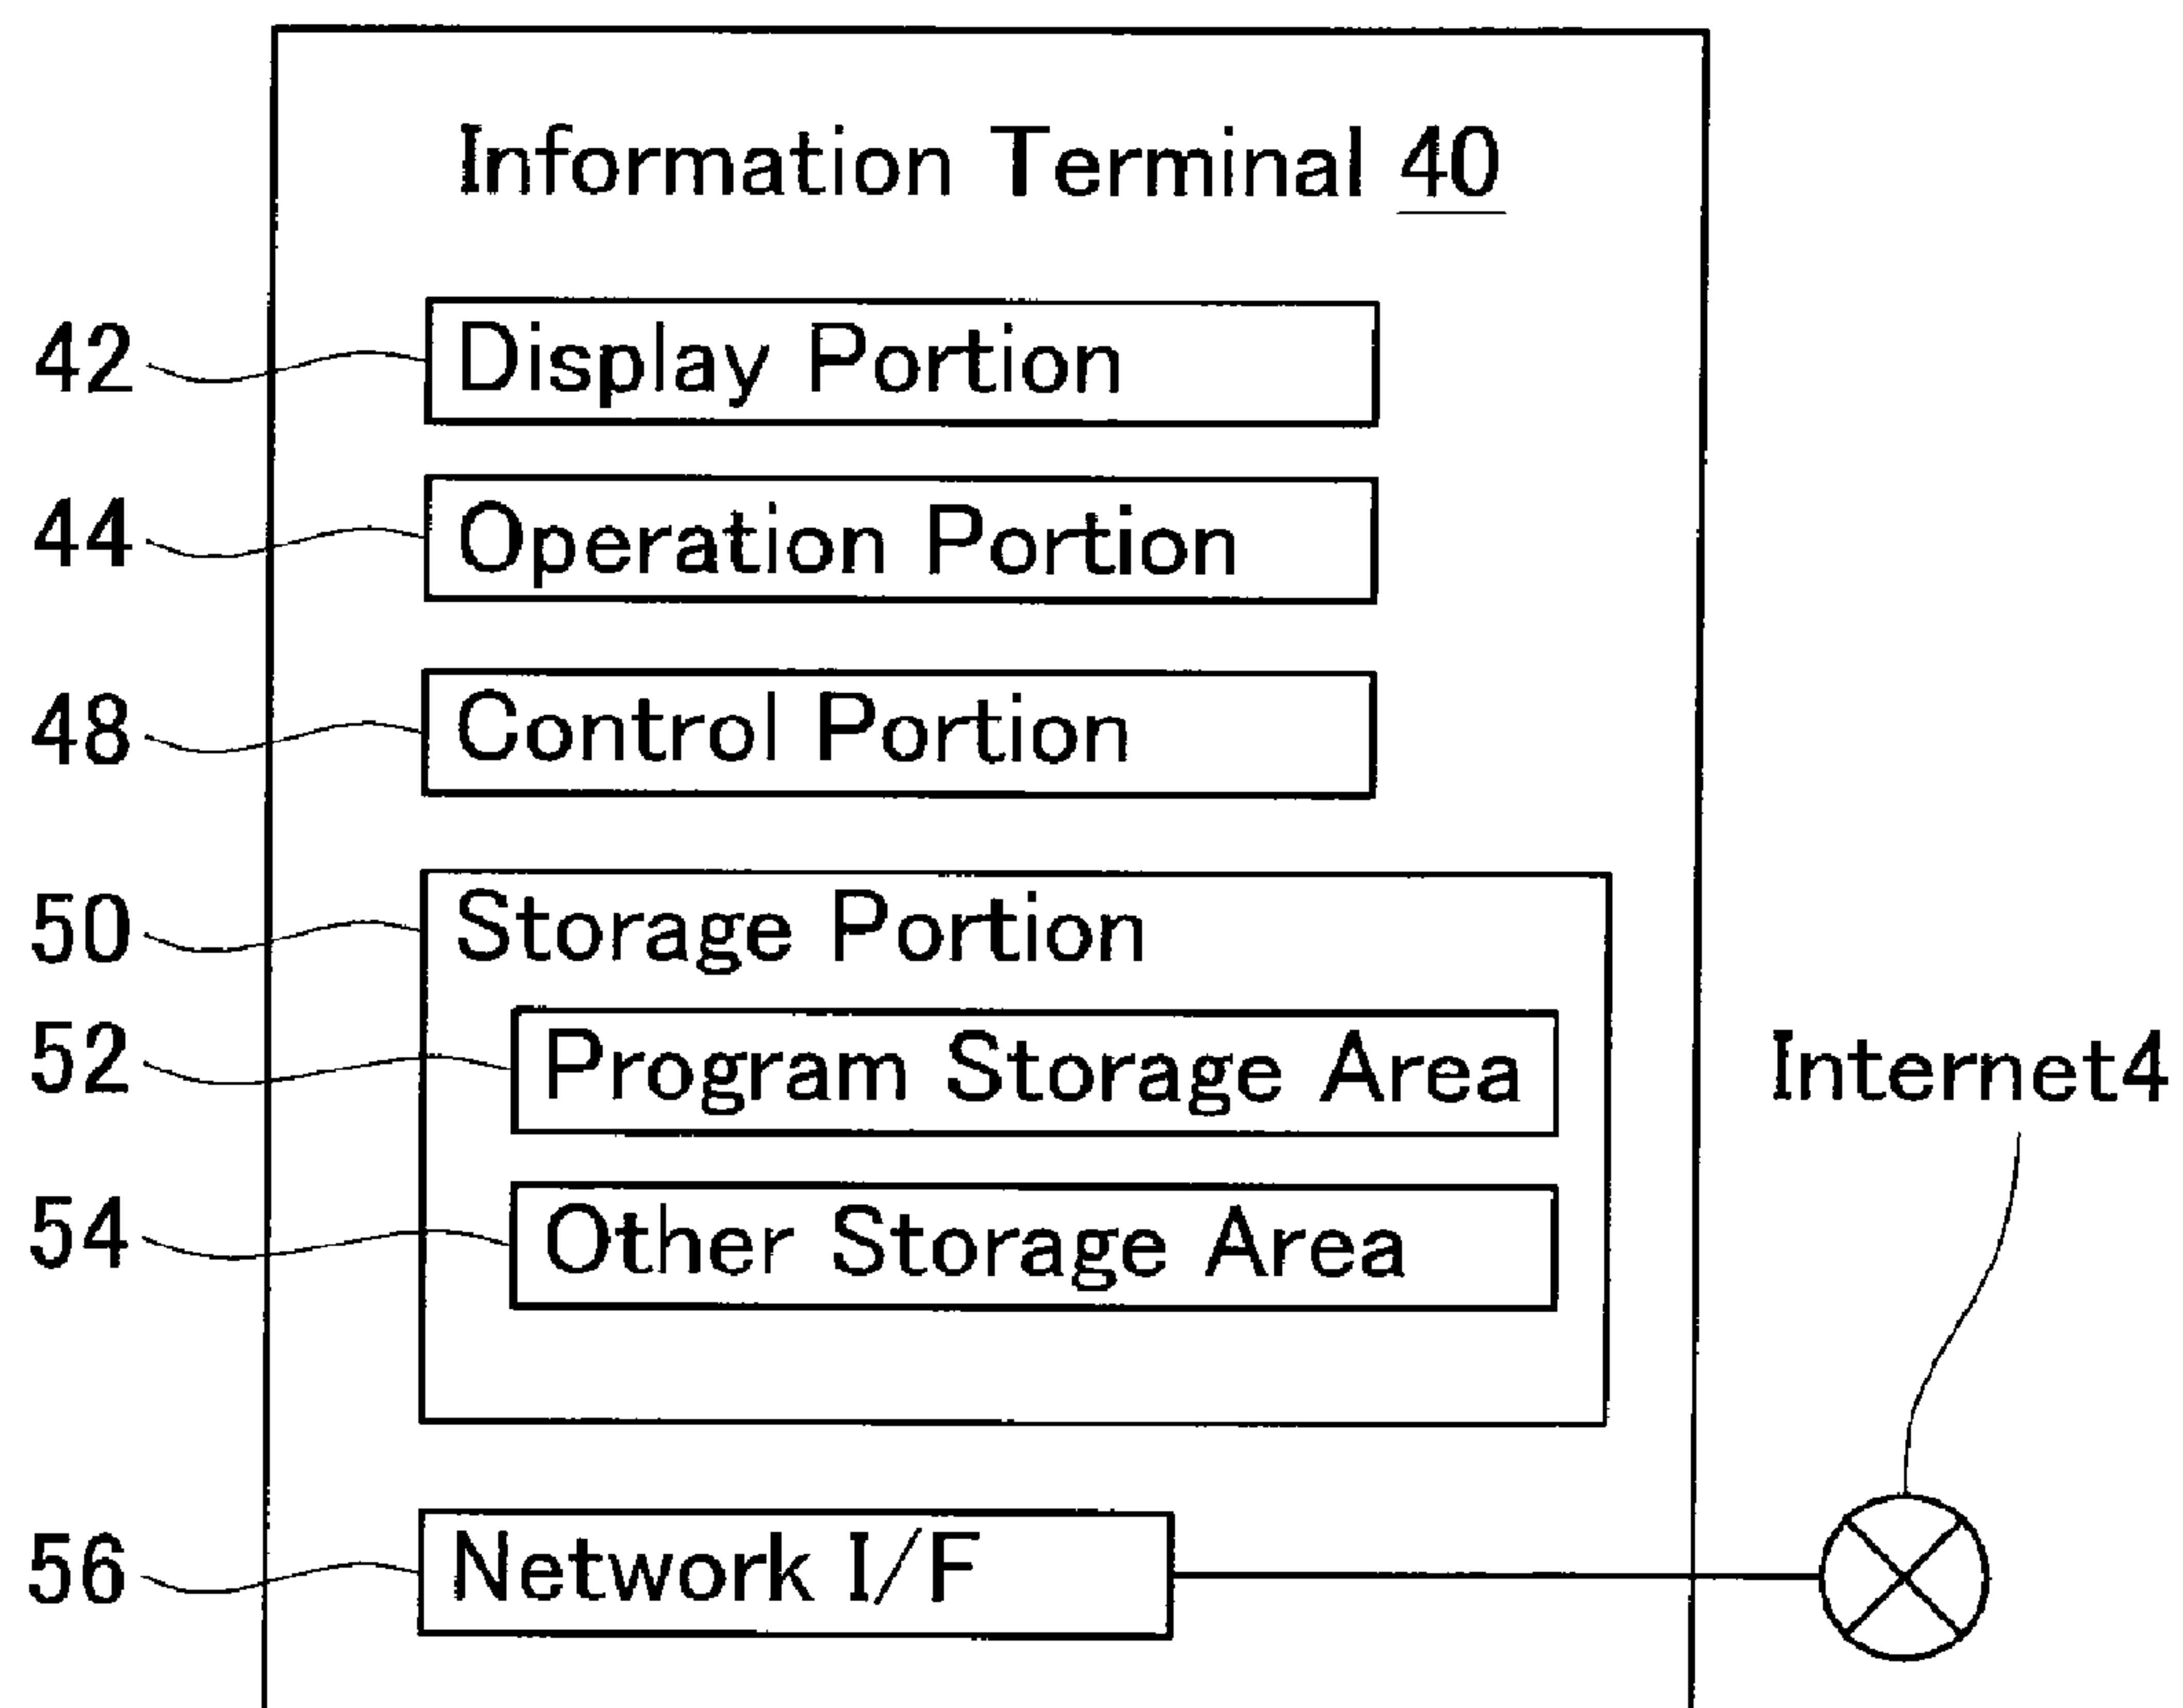 Information Terminal 40
42 Display Portion
44 Operation Portion
48 Control Portion
50 Storage Portion
52 Program Storage Area
Internet4
54 Other Storage Area
56 Network I/F